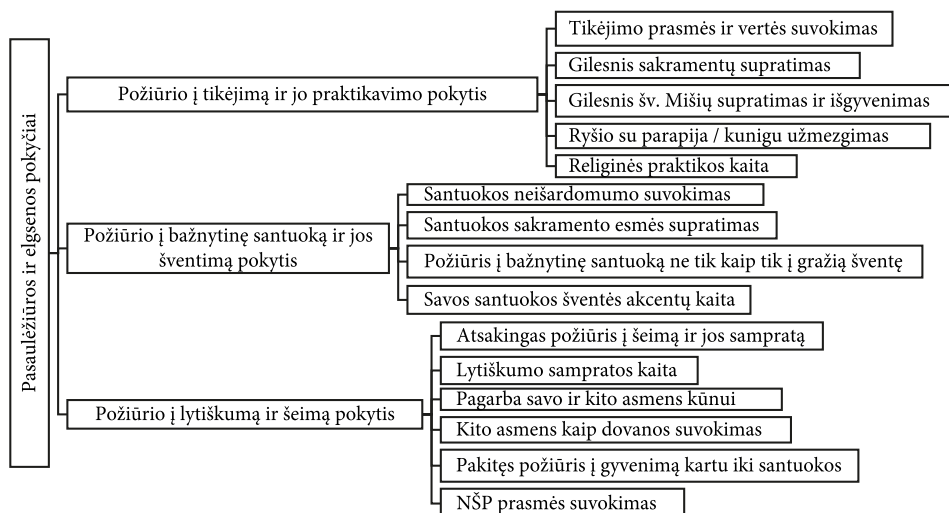 Pasaulėžiūros ir elgsenos pokyčiai
Požiūrio į tikėjimą ir jo praktikavimo pokytis
Tikėjimo prasmės ir vertės suvokimas
Gilesnis sakramentų supratimas
Gilesnis šv. Mišių supratimas ir išgyvenimas
Ryšio su parapija / kunigu užmezgimas
Religinės praktikos kaita
Požiūrio į bažnytinę santuoką ir jos
šventimą pokytis
Santuokos neišardomumo suvokimas
Santuokos sakramento esmės supratimas
Požiūris į bažnytinę santuoką ne tik kaip tik į gražią šventę
Savos santuokos šventės akcentų kaita
Požiūrio į lytiškumą ir šeimą pokytis
Atsakingas požiūris į šeimą ir jos sampratą
Lytiškumo sampratos kaita
Pagarba savo ir kito asmens kūnui
Kito asmens kaip dovanos suvokimas
Pakitęs požiūris į gyvenimą kartu iki santuokos
NŠP prasmės suvokimas